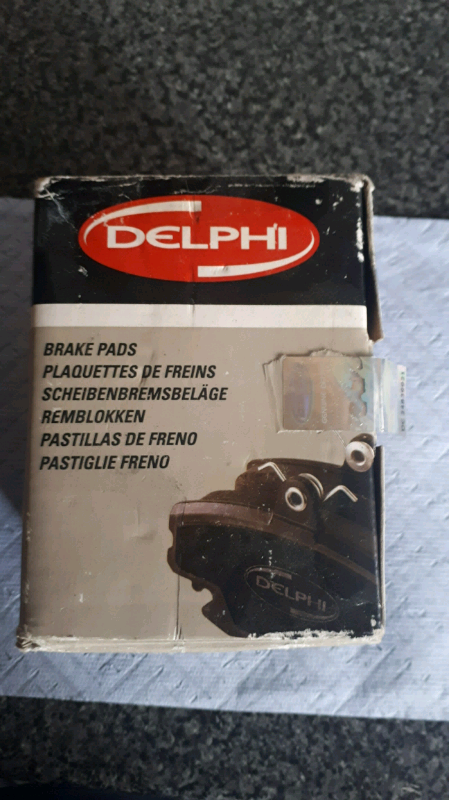 DELPHI
BRAKE PADS
PLAQUETTES DE FREINS
SCHEIBENBREMSBELÄGE
REMBLOKKEN
PASTILLAS DE FRENO
PASTIGLIE FRENO
DELPHI